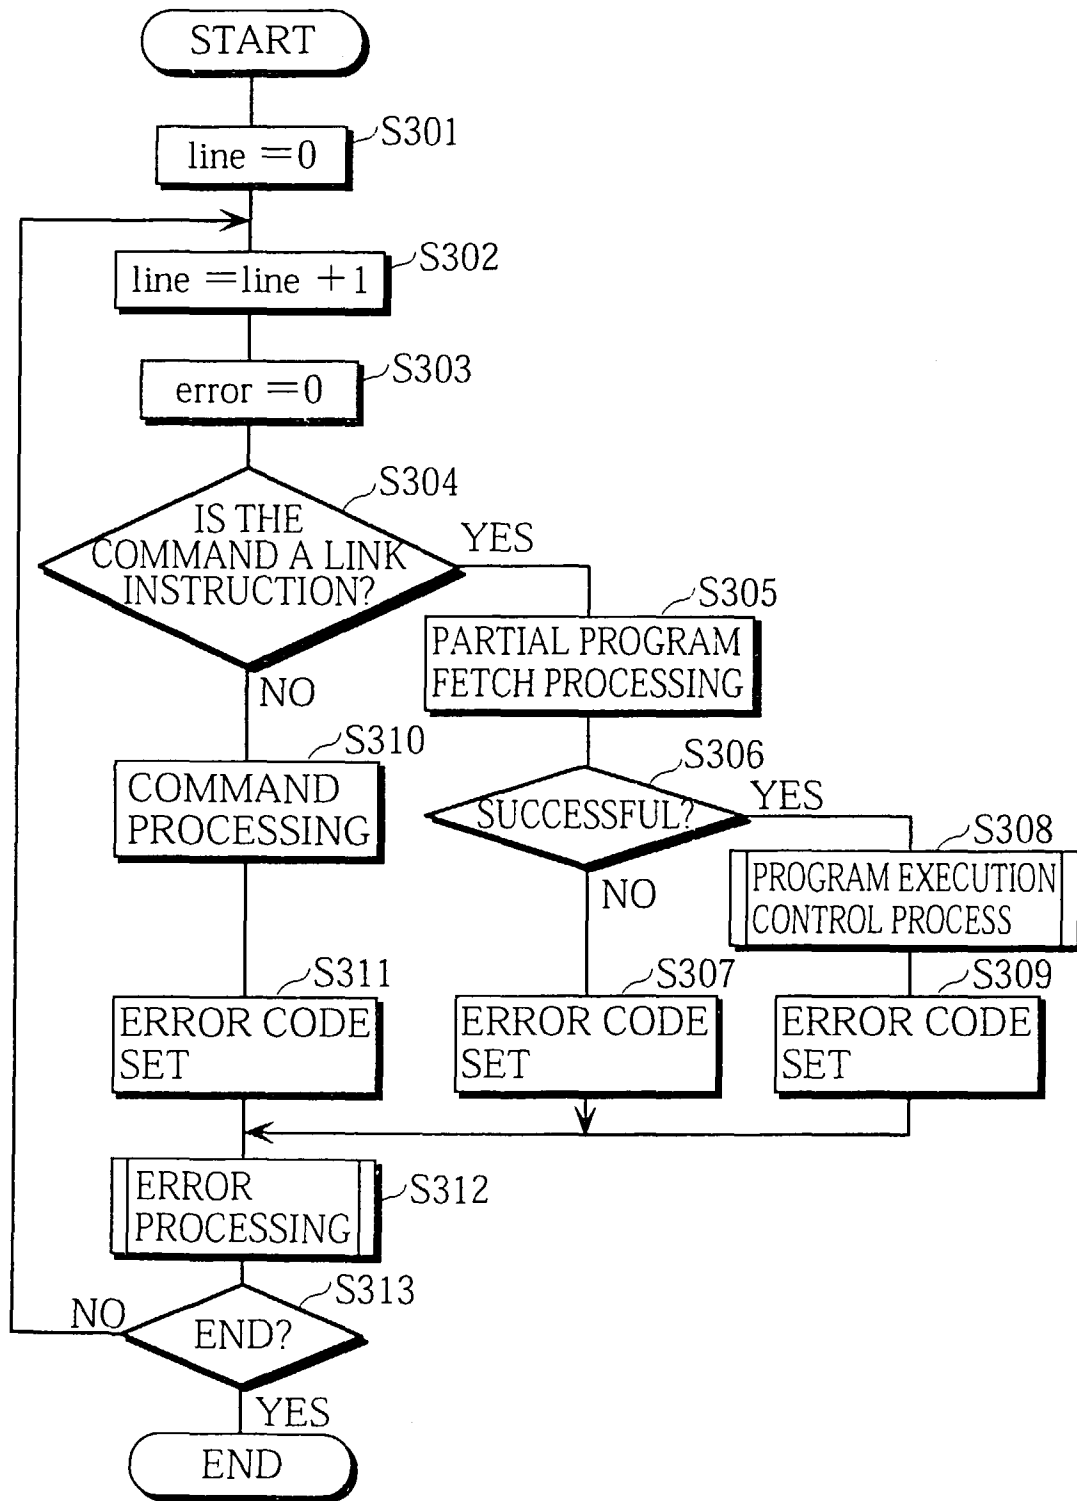 START
S301
line =0
S302
line =line +1
S303
error =0
S304
IS THE
COMMAND A LINK
INSTRUCTION?
YES
NO
S305
PARTIAL PROGRAM
FETCH PROCESSING
S306
SUCCESSFUL?
YES
NO
S308
PROGRAM EXECUTION
CONTROL PROCESS
S310
COMMAND
PROCESSING
S311
ERROR CODE
SET
S307
ERROR CODE
SET
S309
ERROR CODE
SET
S312
ERROR
PROCESSING
S313
END?
NO
YES
END